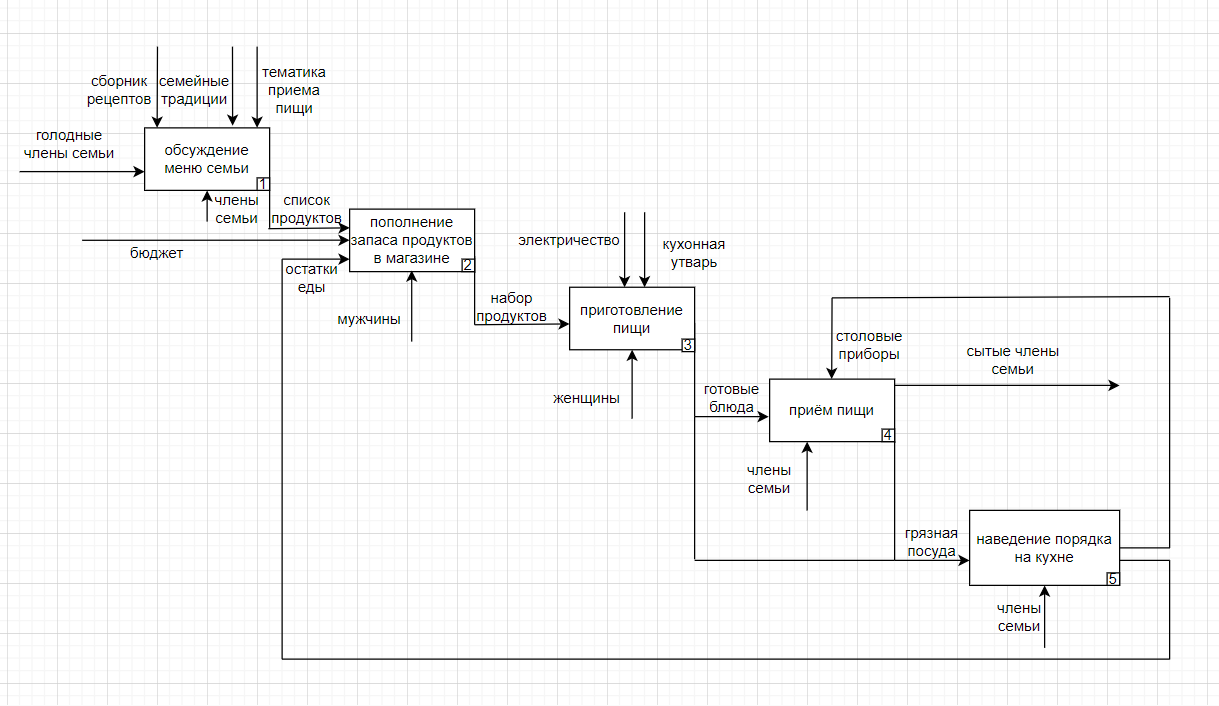 сборник
рецептов
семейные
традиции
тематика
приема
пищи
голодные
члены семьи
обсуждение
меню семьи
1
члены
семьи
список
продуктов
бюджет
остатки
еды
пополнение
запаса продуктов
в магазине
2
мужчины
набор
продуктов
электричество
кухонная
утварь
приготовление
пищи
3
женщины
готовые
блюда
столовые
приборы
сытые члены
семьи
приём пищи
4
члены
семьи
грязная
посуда
наведение порядка
на кухне
5
члены
семьи